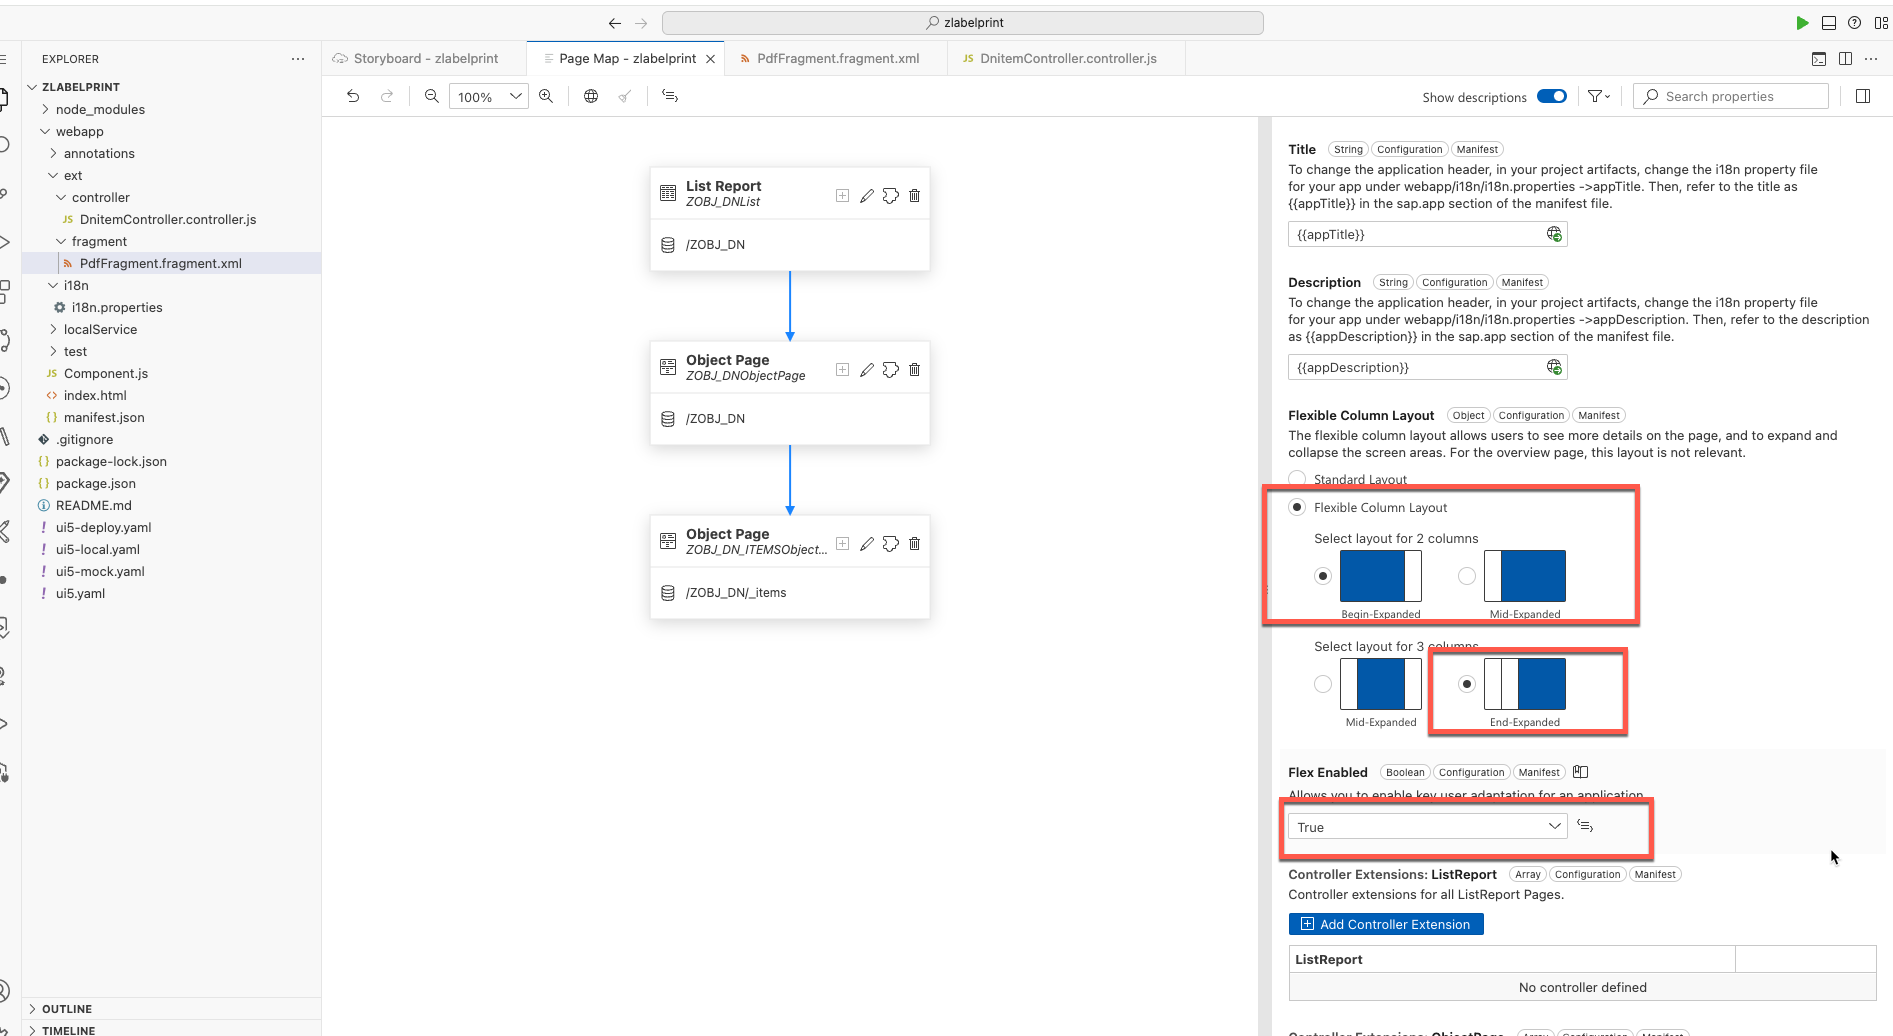 zlabelprint
EXPLORER
ZLABELPRINT
node_modules
webapp
annotations
ext
controller
JS DnitemController.controller.js
fragment
PdfFragment.fragment.xml
i18n
i18n.properties
localService
test
JS Component.js
<> index.html
{} manifest.json
.gitignore
{} package-lock.json
{} package.json
README.md
! ui5-deploy.yaml
! ui5-local.yaml
! ui5-mock.yaml
! ui5.yaml
OUTLINE
TIMELINE
Storyboard - zlabelprint
Page Map - zlabelprint
PdfFragment.fragment.xml
JS DnitemController.controller.js
100%
Show descriptions
Search properties
List Report
ZOBJ_DNList
/ZOBJ_DN
Object Page
ZOBJ_DNObjectPage
/ZOBJ_DN
Object Page
ZOBJ_DN_ITEMSObject...
/ZOBJ_DN/_items
Title String Configuration Manifest
To change the application header, in your project artifacts, change the i18n property file
for your app under webapp/i18n/i18n.properties ->appTitle. Then, refer to the title as
{{appTitle}} in the sap.app section of the manifest file.
{{appTitle}}
Description String Configuration Manifest
To change the application header, in your project artifacts, change the i18n property file
for your app under webapp/i18n/i18n.properties ->appDescription. Then, refer to the description
as {{appDescription}} in the sap.app section of the manifest file.
{{appDescription}}
Flexible Column Layout Object Configuration Manifest
The flexible column layout allows users to see more details on the page, and to expand and
collapse the screen areas. For the overview page, this layout is not relevant.
Standard Layout
Flexible Column Layout
Select layout for 2 columns
Begin-Expanded
Mid-Expanded
Select layout for 3 columns
Mid-Expanded
End-Expanded
Flex Enabled Boolean Configuration Manifest
Allows you to enable key user adaptation for an application
True
Controller Extensions: ListReport Array Configuration Manifest
Controller extensions for all ListReport Pages.
Add Controller Extension
ListReport
No controller defined
Controller Extensions: ObjectPage Array Configuration Manifest